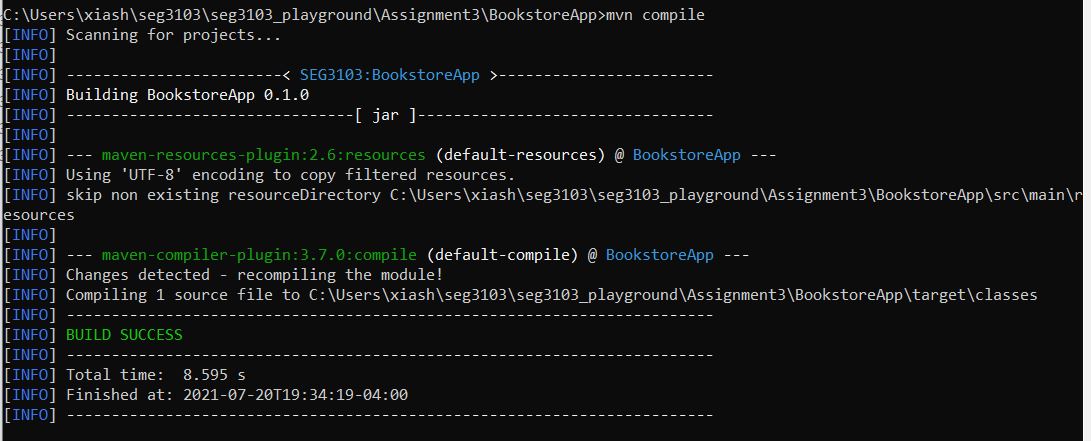 C:\Users\xiash\seg3103\seg3103_playground\Assignment3\BookstoreApp>mvn compile
[INFO] Scanning for projects...
[INFO]
[INFO] ------------------------< SEG3103:BookstoreApp >------------------------
[INFO] Building BookstoreApp 0.1.0
[INFO] --------------------------------[ jar ]---------------------------------
[INFO]
[INFO] --- maven-resources-plugin:2.6:resources (default-resources) @ BookstoreApp ---
[INFO] Using 'UTF-8' encoding to copy filtered resources.
[INFO] skip non existing resourceDirectory C:\Users\xiash\seg3103\seg3103_playground\Assignment3\BookstoreApp\src\main\r
esources
[INFO]
[INFO] --- maven-compiler-plugin:3.7.0:compile (default-compile) @ BookstoreApp ---
[INFO] Changes detected - recompiling the module!
[INFO] Compiling 1 source file to C:\Users\xiash\seg3103\seg3103_playground\Assignment3\BookstoreApp\target\classes
[INFO] ------------------------------------------------------------------------
[INFO] BUILD SUCCESS
[INFO] ------------------------------------------------------------------------
[INFO] Total time:  8.595 s
[INFO] Finished at: 2021-07-20T19:34:19-04:00
[INFO] ------------------------------------------------------------------------